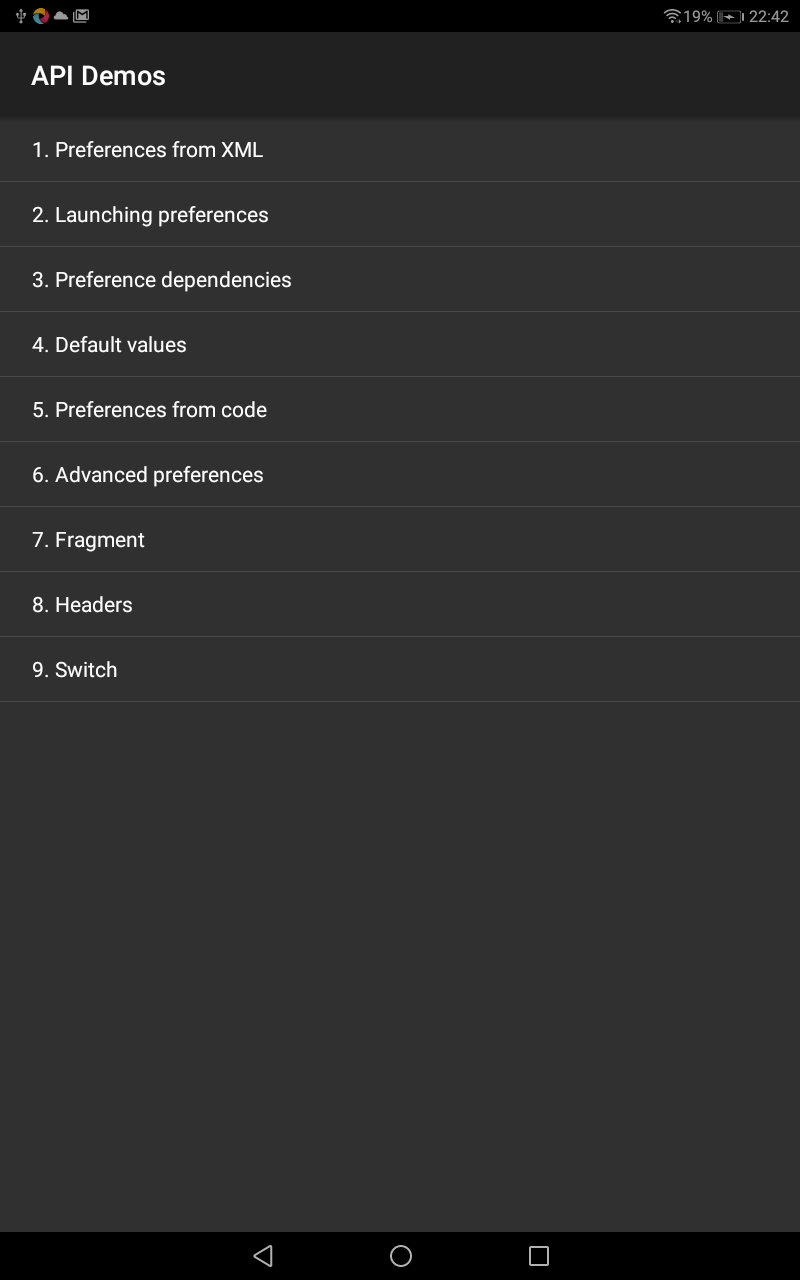 19% 22:42
API Demos
1. Preferences from XML
2. Launching preferences
3. Preference dependencies
4. Default values
5. Preferences from code
6. Advanced preferences
7. Fragment
8. Headers
9. Switch